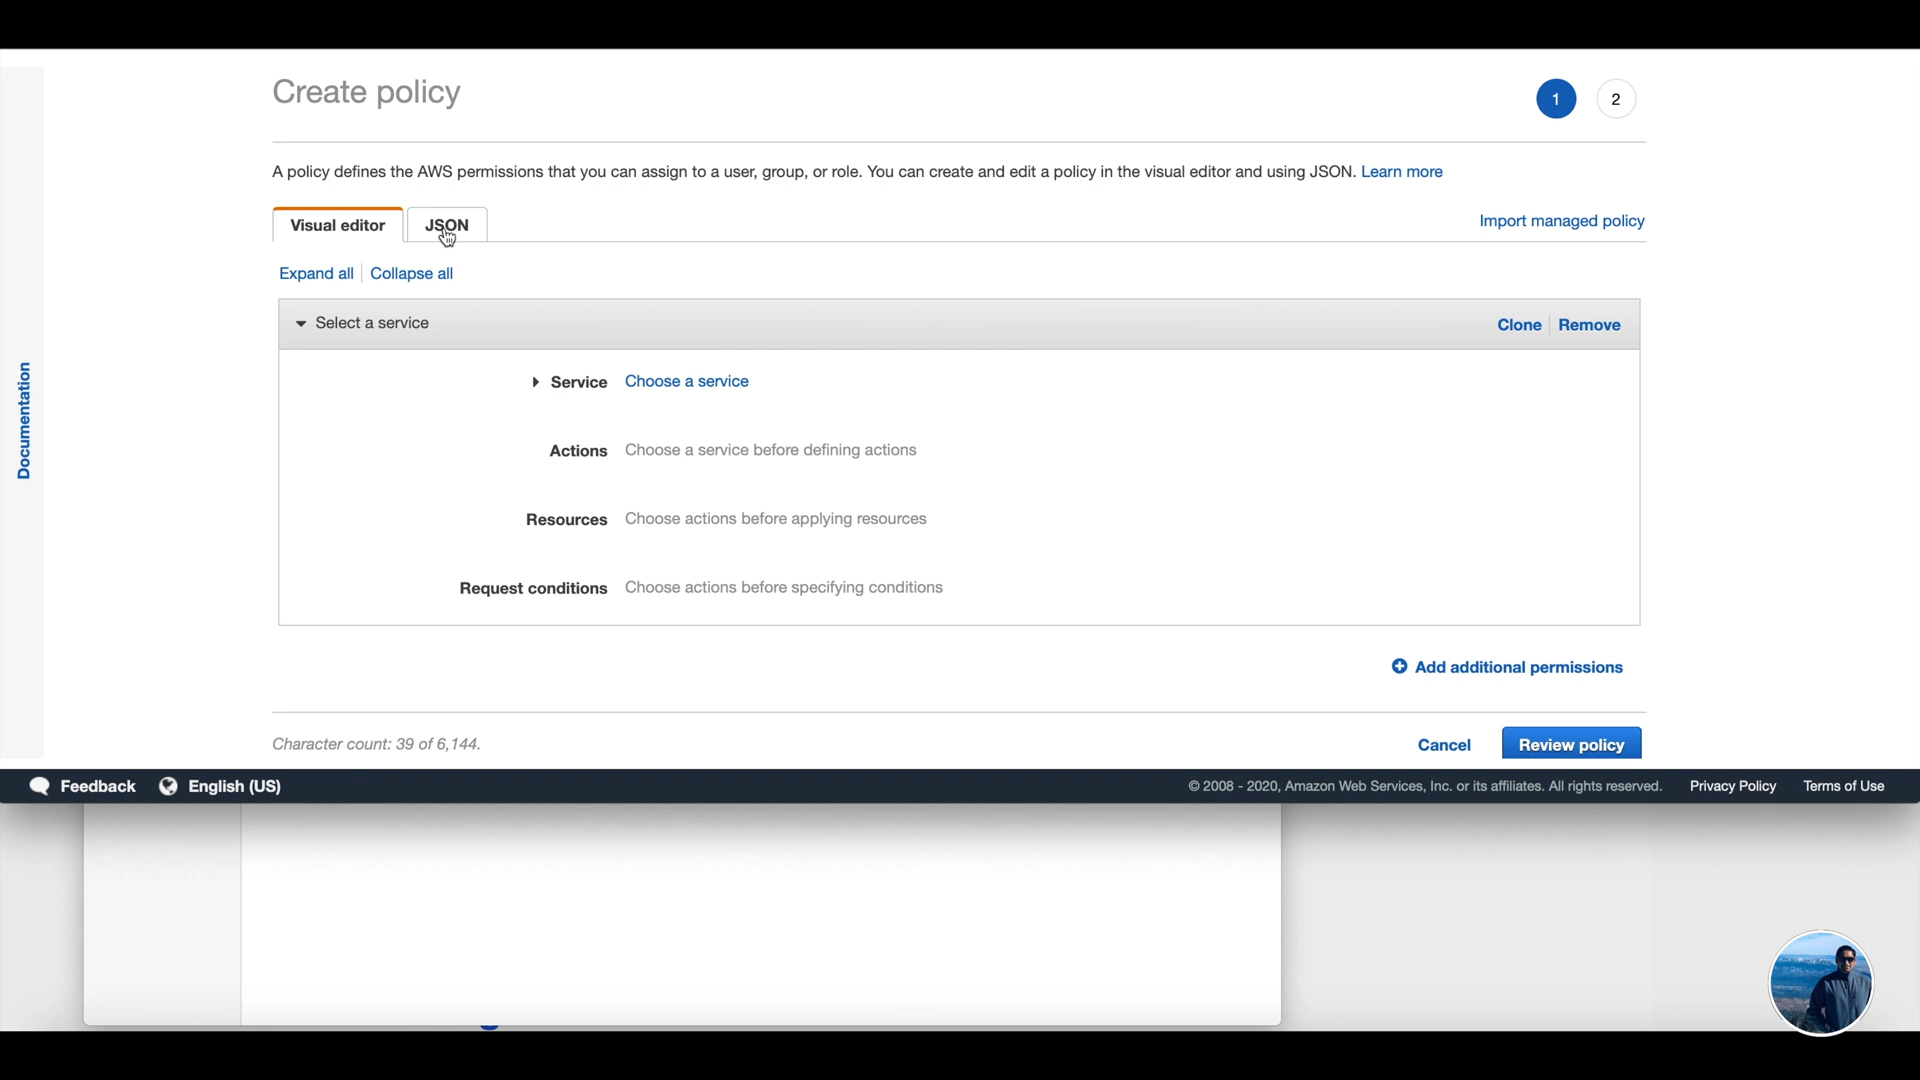 Create policy
1
2
A policy defines the AWS permissions that you can assign to a user, group, or role. You can create and edit a policy in the visual editor and using JSON. Learn more
Visual editor
JSON
Import managed policy
Expand all
Collapse all
Select a service
Clone
Remove
Service
Choose a service
Actions
Choose a service before defining actions
Resources
Choose actions before applying resources
Request conditions
Choose actions before specifying conditions
Add additional permissions
Character count: 39 of 6,144.
Cancel
Review policy
Documentation
Feedback
English (US)
© 2008 - 2020, Amazon Web Services, Inc. or its affiliates. All rights reserved.
Privacy Policy
Terms of Use